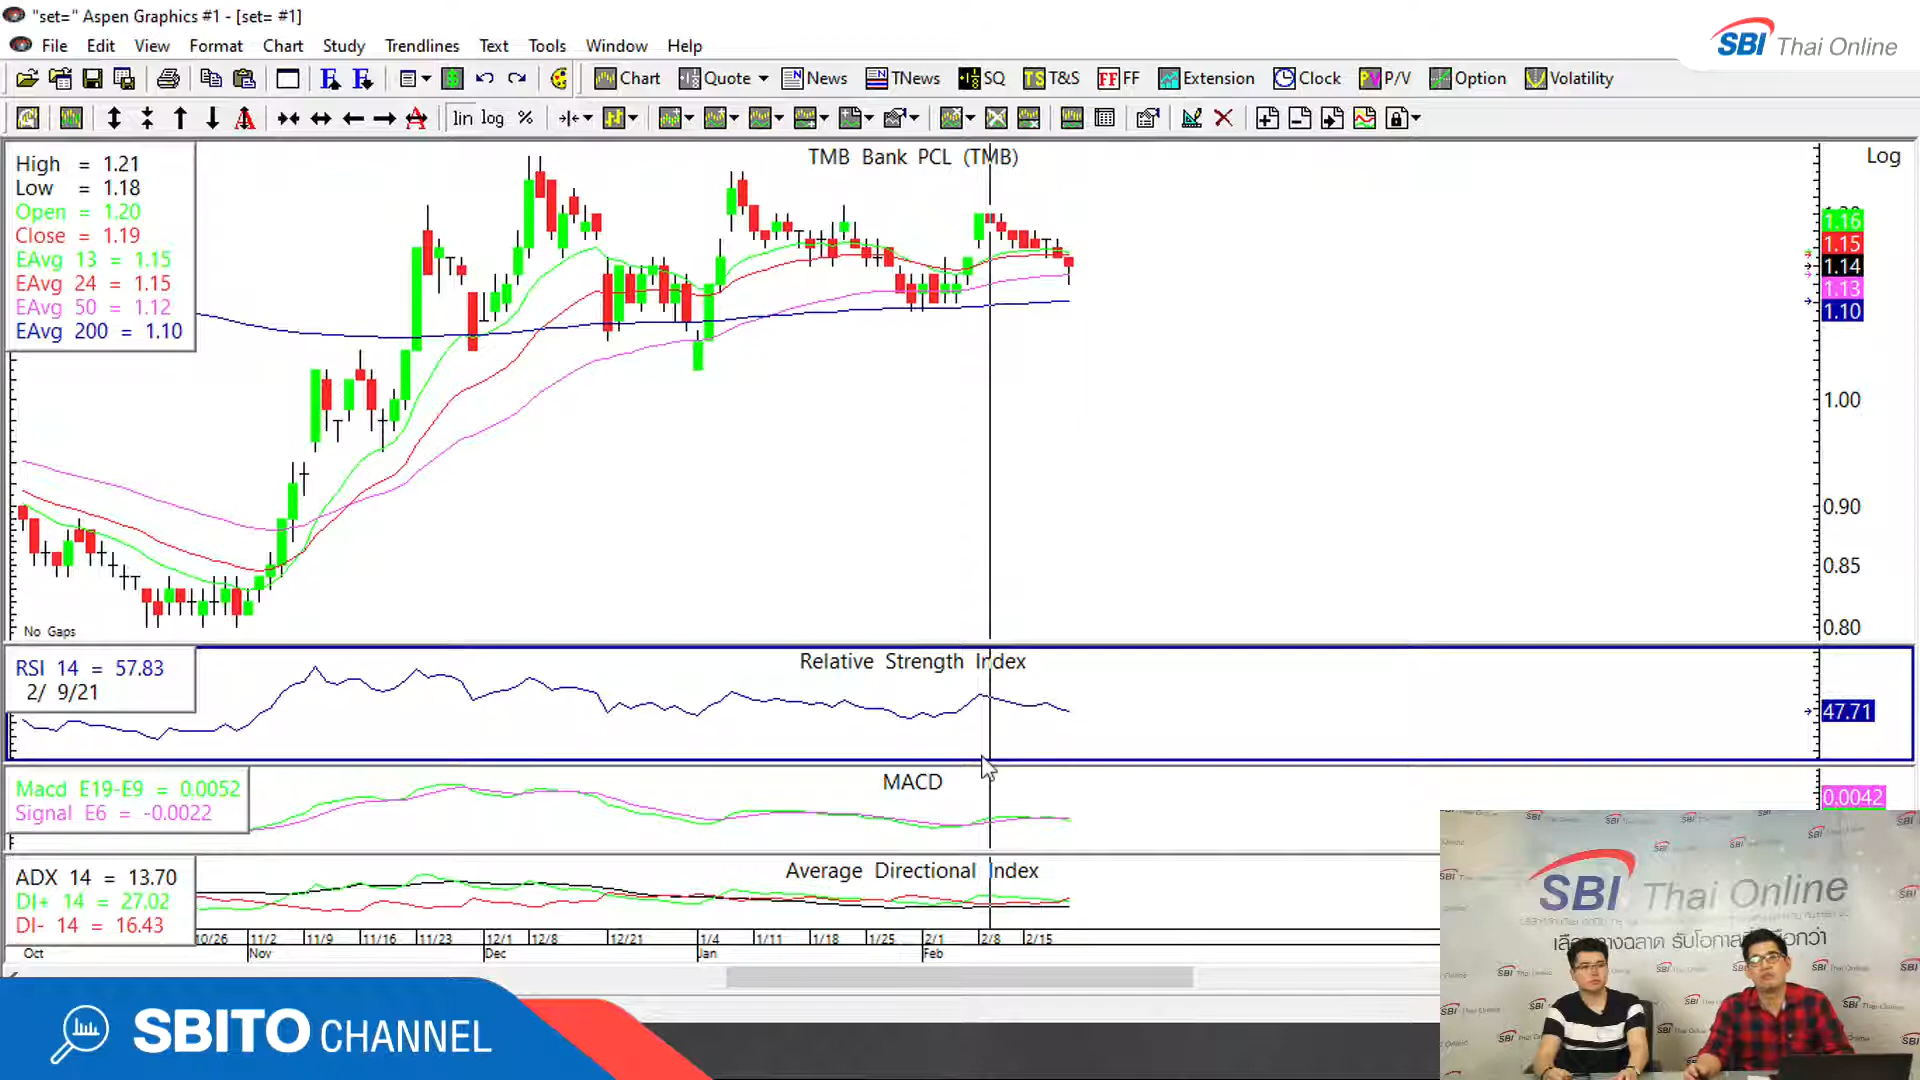 "set=" Aspen Graphics #1 - [set= #1]
File Edit View Format Chart Study Trendlines Text Tools Window Help
SBI Thai Online
Chart Quote News TNews SQ T&S FF Extension Clock P/V Option Volatility
lin log %
TMB Bank PCL (TMB)
Log
High = 1.21
Low = 1.18
Open = 1.20
Close = 1.19
EAvg 13 = 1.15
EAvg 24 = 1.15
EAvg 50 = 1.12
EAvg 200 = 1.10
1.16
1.15
1.14
1.13
1.10
1.00
0.90
0.85
0.80
No Gaps
Relative Strength Index
RSI 14 = 57.83
2/ 9/21
47.71
MACD
Macd E19-E9 = 0.0052
Signal E6 = -0.0022
0.0042
Average Directional Index
ADX 14 = 13.70
DI+ 14 = 27.02
DI- 14 = 16.43
10/26 11/2 11/9 11/16 11/23 12/1 12/8 12/21 1/4 1/11 1/18 1/25 2/1 2/8 2/15
Oct Nov Dec Jan Feb
SBI Thai Online
SBITO CHANNEL